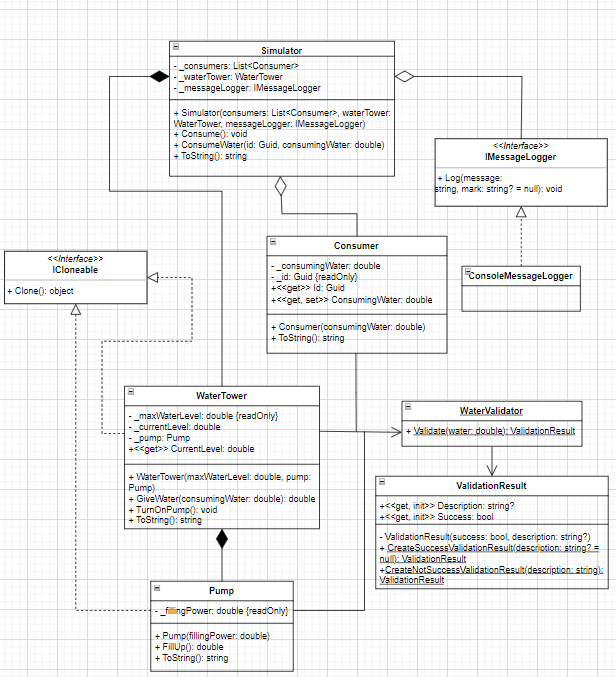 Simulator
- _consumers: List<Consumer>
- _waterTower: WaterTower
- _messageLogger: IMessageLogger
+ Simulator(consumers: List<Consumer>, waterTower:
WaterTower, messageLogger: IMessageLogger)
+ Consume(): void
+ ConsumeWater(id: Guid, consumingWater: double)
+ ToString(): string
<<Interface>>
IMessageLogger
+ Log(message:
string, mark: string? = null): void
ConsoleMessageLogger
Consumer
- _consumingWater: double
- _id: Guid {readOnly}
+<<get>> Id: Guid
+<<get, set>> ConsumingWater: double
+ Consumer(consumingWater: double)
+ ToString(): string
<<Interface>>
ICloneable
+ Clone(): object
WaterTower
- _maxWaterLevel: double {readOnly}
- _currentLevel: double
- _pump: Pump
+<<get>> CurrentLevel: double
+ WaterTower(maxWaterLevel: double, pump:
Pump)
+ GiveWater(consumingWater: double): double
+ TurnOnPump(): void
+ ToString(): string
WaterValidator
+ Validate(water: double): ValidationResult
ValidationResult
+<<get, init>> Description: string?
+<<get, init>> Success: bool
- ValidationResult(success: bool, description: string?)
+ CreateSuccessValidationResult(description: string? =
null): ValidationResult
+CreateNotSuccessValidationResult(description: string):
ValidationResult
Pump
- _fillingPower: double {readOnly}
+ Pump(fillingPower: double)
+ FillUp(): double
+ ToString(): string